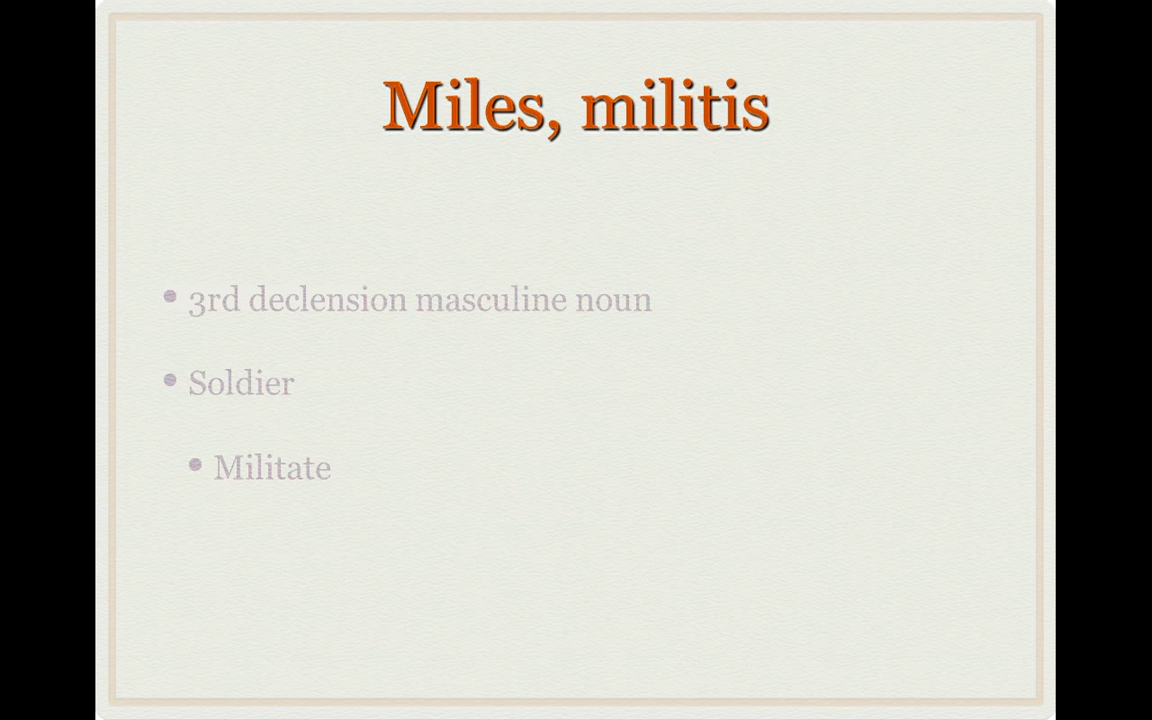 Miles, militis
• 3rd declension masculine noun
• Soldier
• Militate